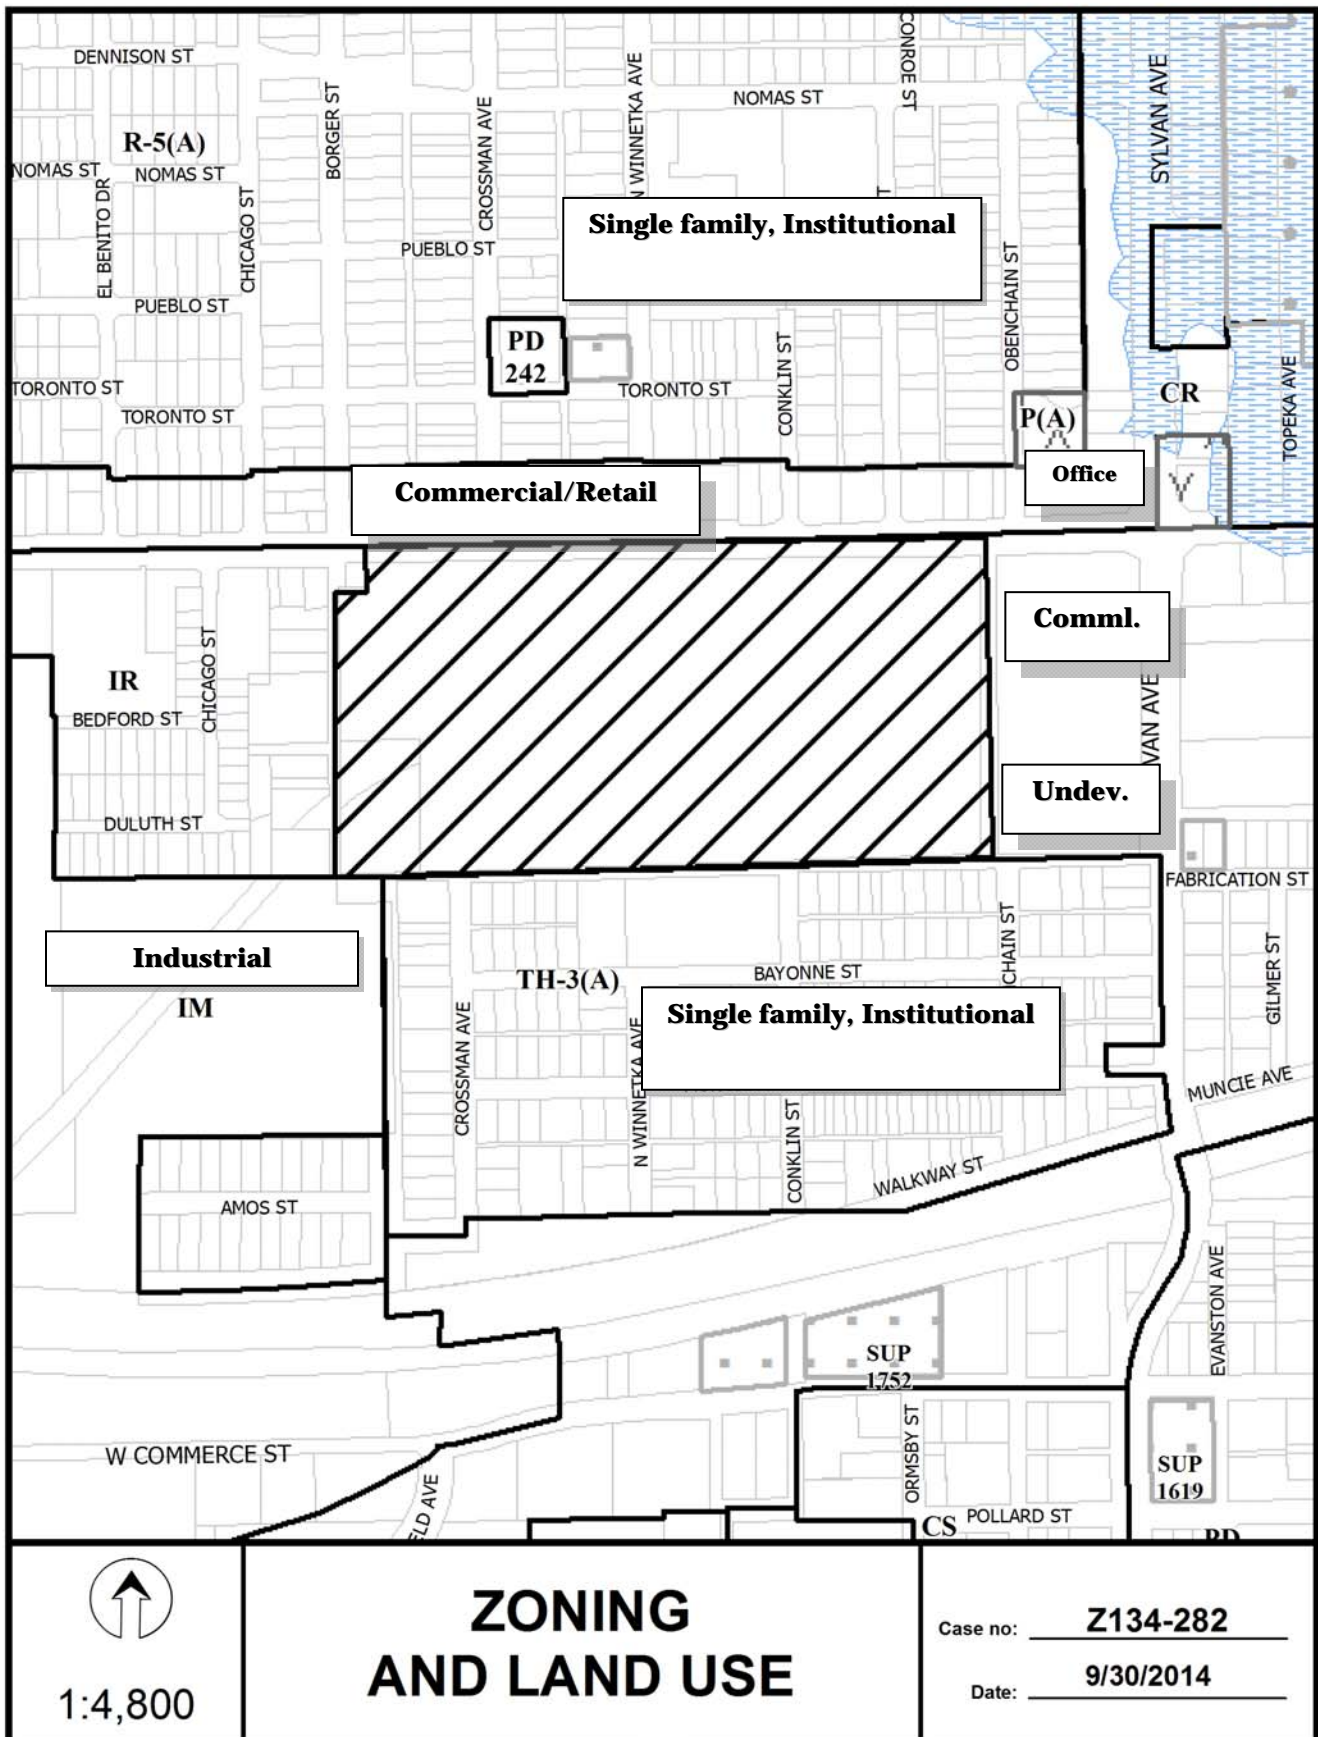 DENNISON ST
CONROE ST
SYLVAN AVE
N WINNETKA AVE
BORGER ST
CROSSMAN AVE
NOMAS ST
R-5(A)
NOMAS ST
NOMAS ST
EL BENITO DR
CHICAGO ST
Single family, Institutional
PUEBLO ST
OBENCHAIN ST
PUEBLO ST
PD
242
CONKLIN ST
TORONTO ST
TORONTO ST
TORONTO ST
P(A)
CR
TOPEKA AVE
Commercial/Retail
Office
Comml.
CHICAGO ST
IR
BEDFORD ST
VAN AVE
Undev.
DULUTH ST
FABRICATION ST
Industrial
IM
TH-3(A)
BAYONNE ST
CHAIN ST
GILMER ST
Single family, Institutional
CROSSMAN AVE
N WINNETKA AVE
CONKLIN ST
MUNCIE AVE
WALKWAY ST
AMOS ST
EVANSTON AVE
SUP
1752
W COMMERCE ST
ELD AVE
ORMSBY ST
SUP
1619
CS
POLLARD ST
PD
1:4,800
ZONING
AND LAND USE
Case no: Z134-282
Date: 9/30/2014